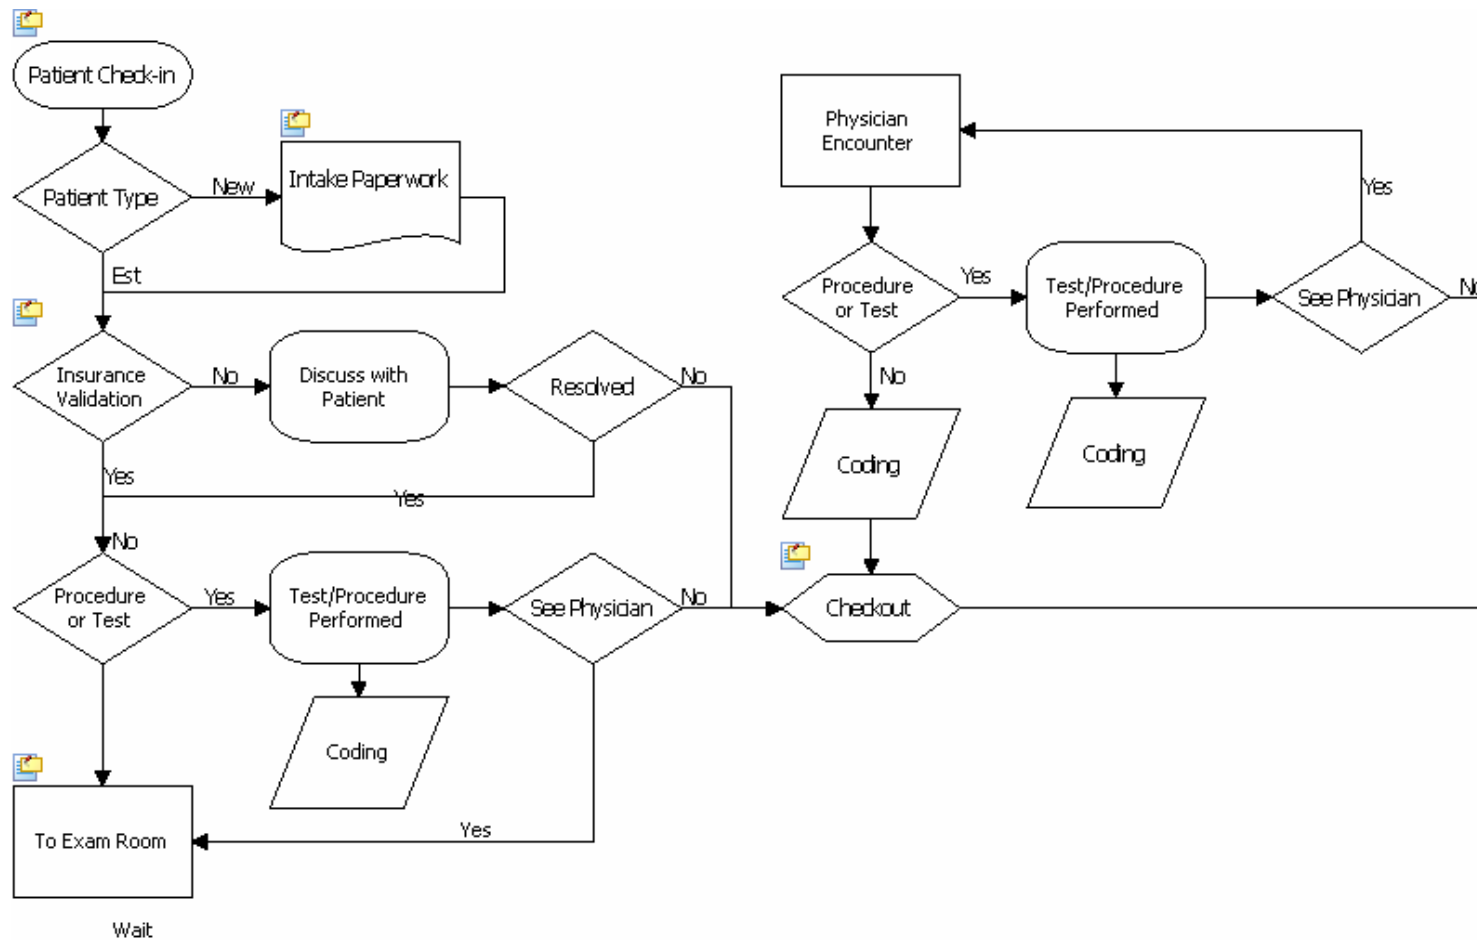 Patient Check-in
Patient Type
New
Intake Paperwork
Est
Insurance
Validation
No
Discuss with
Patient
Resolved
No
Yes
Yes
No
Procedure
or Test
Yes
Test/Procedure
Performed
See Physician
No
Coding
Yes
To Exam Room
Wait
Physician
Encounter
Procedure
or Test
Yes
Test/Procedure
Performed
See Physician
Yes
No
No
Coding
Coding
Checkout